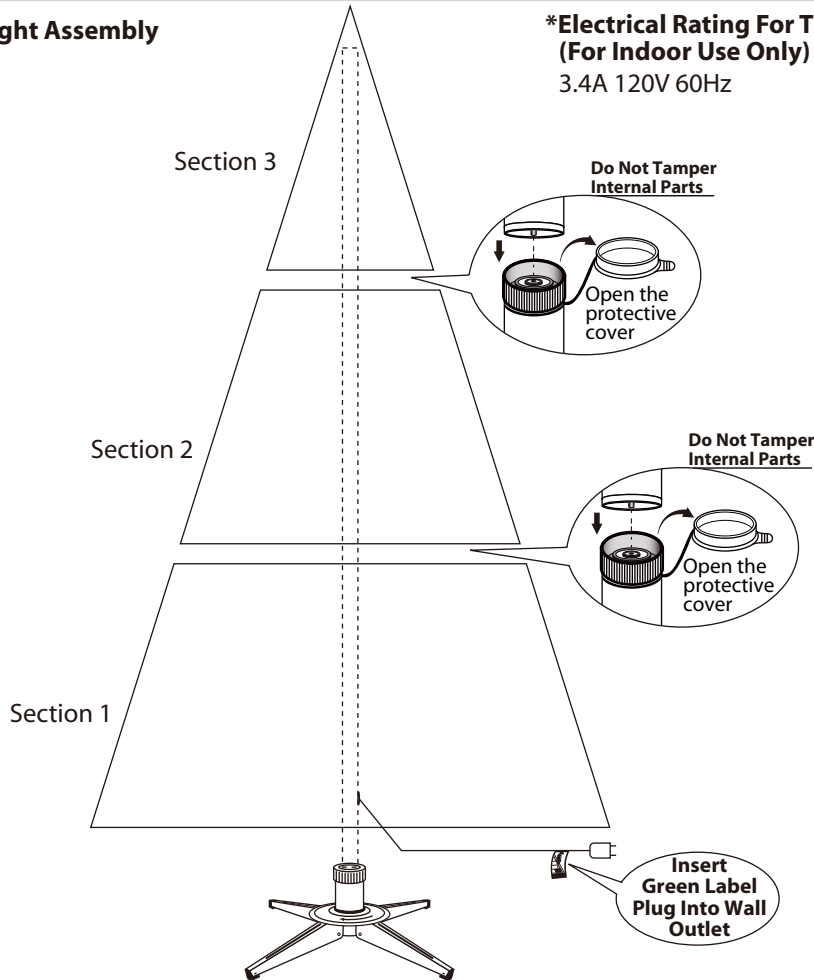 ght Assembly
*Electrical Rating For T
(For Indoor Use Only)
3.4A 120V 60Hz
Section 3
Do Not Tamper
Internal Parts
Open the
protective
cover
Section 2
Do Not Tamper
Internal Parts
Open the
protective
cover
Section 1
Insert
Green Label
Plug Into Wall
Outlet